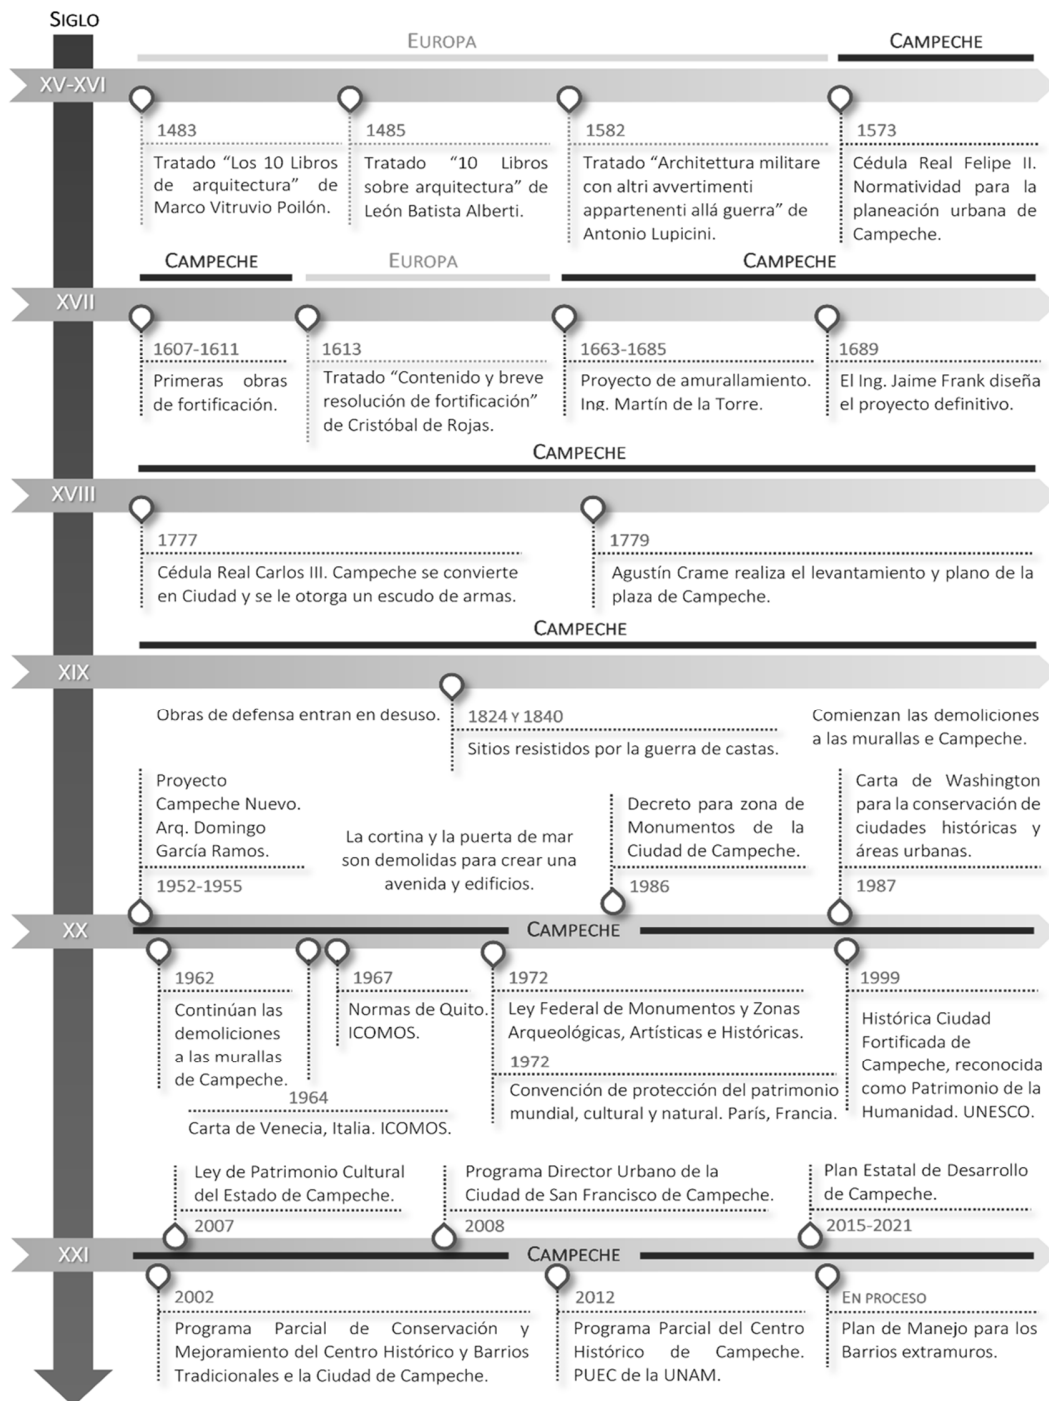 SIGLO
EUROPA
CAMPECHE
XV-XVI
1483
Tratado “Los 10 Libros
de arquitectura” de
Marco Vitruvio Poilón.
1485
Tratado “10 Libros
sobre arquitectura” de
León Batista Alberti.
1582
Tratado “Architettura militare
con altri avvertimenti
appartenenti allá guerra” de
Antonio Lupicini.
1573
Cédula Real Felipe II.
Normatividad para la
planeación urbana de
Campeche.
CAMPECHE
EUROPA
CAMPECHE
XVII
1607-1611
Primeras obras
de fortificación.
1613
Tratado “Contenido y breve
resolución de fortificación”
de Cristóbal de Rojas.
1663-1685
Proyecto de amurallamiento.
Ing. Martín de la Torre.
1689
El Ing. Jaime Frank diseña
el proyecto definitivo.
CAMPECHE
XVIII
1777
Cédula Real Carlos III. Campeche se convierte
en Ciudad y se le otorga un escudo de armas.
1779
Agustín Crame realiza el levantamiento y plano de la
plaza de Campeche.
CAMPECHE
XIX
Obras de defensa entran en desuso.
1824 Y 1840
Sitios resistidos por la guerra de castas.
Comienzan las demoliciones
a las murallas e Campeche.
Proyecto
Campeche Nuevo.
Arq. Domingo
García Ramos.
1952-1955
La cortina y la puerta de mar
son demolidas para crear una
avenida y edificios.
Decreto para zona de
Monumentos de la
Ciudad de Campeche.
1986
Carta de Washington
para la conservación de
ciudades históricas y
áreas urbanas.
1987
XX
CAMPECHE
1962
Continúan las
demoliciones
a las murallas
de Campeche.
1964
Carta de Venecia, Italia. ICOMOS.
1967
Normas de Quito.
ICOMOS.
1972
Ley Federal de Monumentos y Zonas
Arqueológicas, Artísticas e Históricas.
1972
Convención de protección del patrimonio
mundial, cultural y natural. París, Francia.
1999
Histórica Ciudad
Fortificada de
Campeche, reconocida
como Patrimonio de la
Humanidad. UNESCO.
Ley de Patrimonio Cultural
del Estado de Campeche.
2007
Programa Director Urbano de la
Ciudad de San Francisco de Campeche.
2008
Plan Estatal de Desarrollo
de Campeche.
2015-2021
XXI
CAMPECHE
2002
Programa Parcial de Conservación y
Mejoramiento del Centro Histórico y Barrios
Tradicionales e la Ciudad de Campeche.
2012
Programa Parcial del Centro
Histórico de Campeche.
PUEC de la UNAM.
EN PROCESO
Plan de Manejo para los
Barrios extramuros.